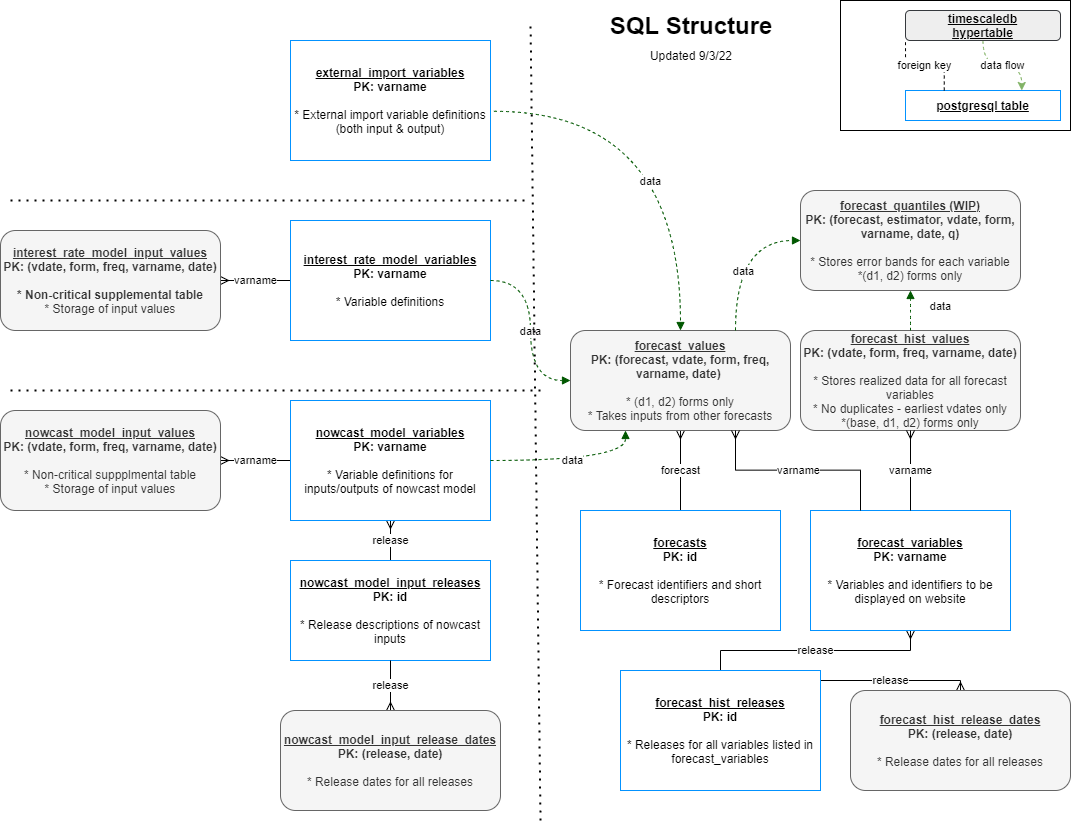 SQL Structure
Updated 9/3/22
timescaledb
hypertable
foreign key
data flow
postgresql table
external_import_variables
PK: varname
* External import variable definitions
(both input & output)
data
interest_rate_model_input_values
PK: (vdate, form, freq, varname, date)
* Non-critical supplemental table
* Storage of input values
varname
interest_rate_model_variables
PK: varname
* Variable definitions
data
forecast_quantiles (WIP)
PK: (forecast, estimator, vdate, form,
varname, date, q)
* Stores error bands for each variable
*(d1, d2) forms only
data
data
forecast_values
PK: (forecast, vdate, form, freq,
varname, date)
* (d1, d2) forms only
* Takes inputs from other forecasts
forecast_hist_values
PK: (vdate, form, freq, varname, date)
* Stores realized data for all forecast
variables
* No duplicates - earliest vdates only
*(base, d1, d2) forms only
nowcast_model_input_values
PK: (vdate, form, freq, varname, date)
* Non-critical suppplmental table
* Storage of input values
varname
nowcast_model_variables
PK: varname
* Variable definitions for
inputs/outputs of nowcast model
data
forecast
varname
varname
release
nowcast_model_input_releases
PK: id
* Release descriptions of nowcast
inputs
forecasts
PK: id
* Forecast identifiers and short
descriptors
forecast_variables
PK: varname
* Variables and identifiers to be
displayed on website
release
release
release
nowcast_model_input_release_dates
PK: (release, date)
* Release dates for all releases
forecast_hist_releases
PK: id
* Releases for all variables listed in
forecast_variables
forecast_hist_release_dates
PK: (release, date)
* Release dates for all releases